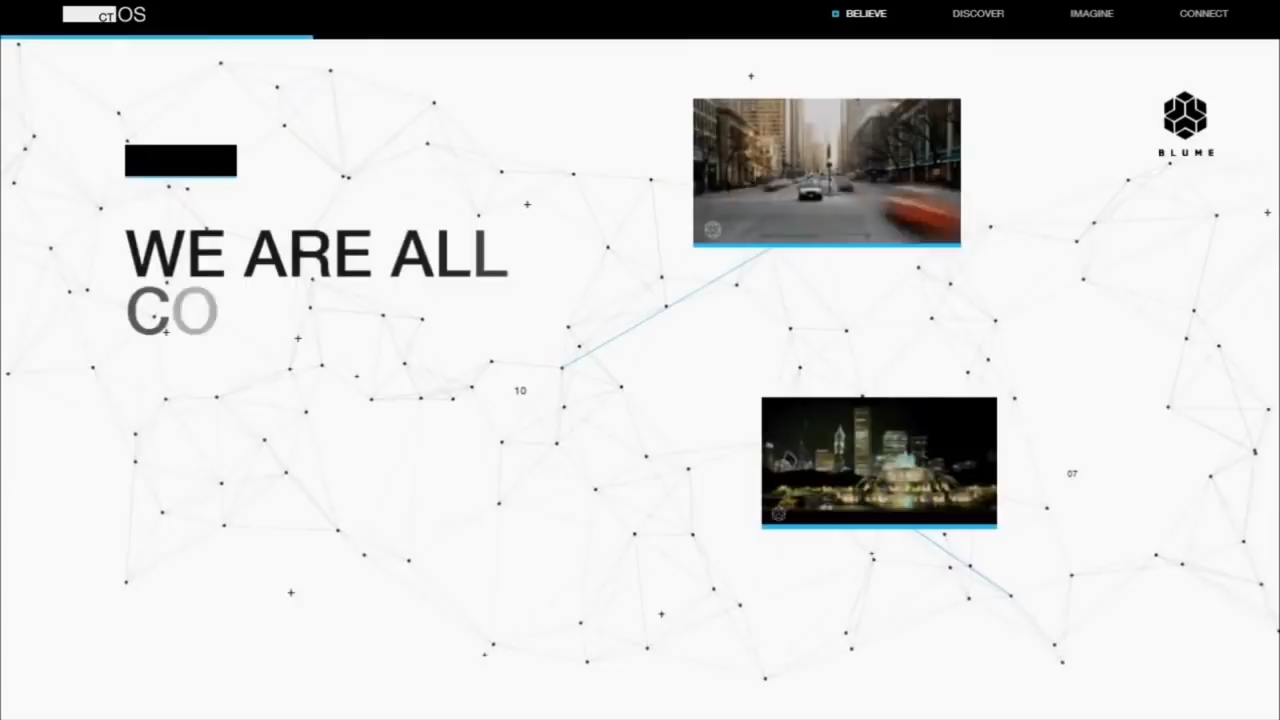 CTOS
BELIEVE
DISCOVER
IMAGINE
CONNECT
BLUME
WE ARE ALL
CO
10
07